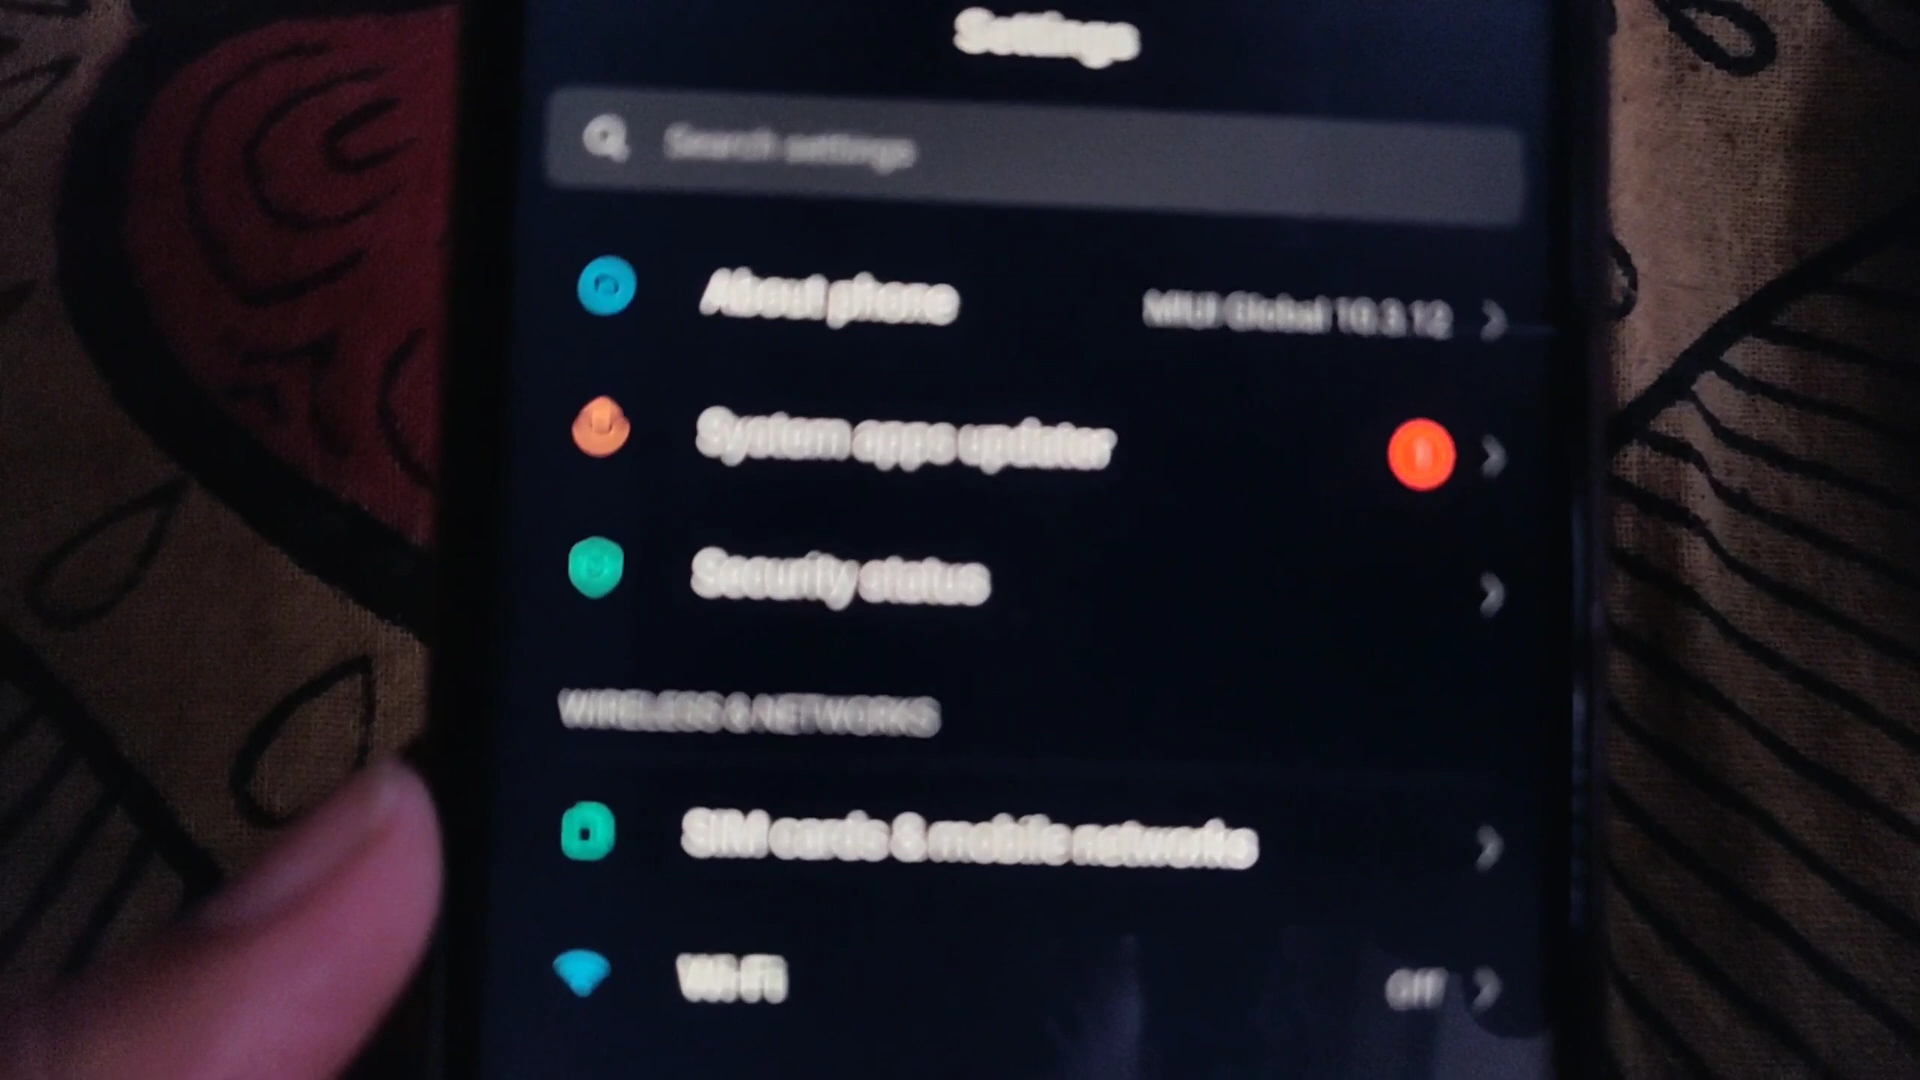 Settings
Search settings
About phone
MIUI Global 10.3.12
System apps updater
Security status
WIRELESS & NETWORKS
SIM cards & mobile networks
Wi-Fi
Off